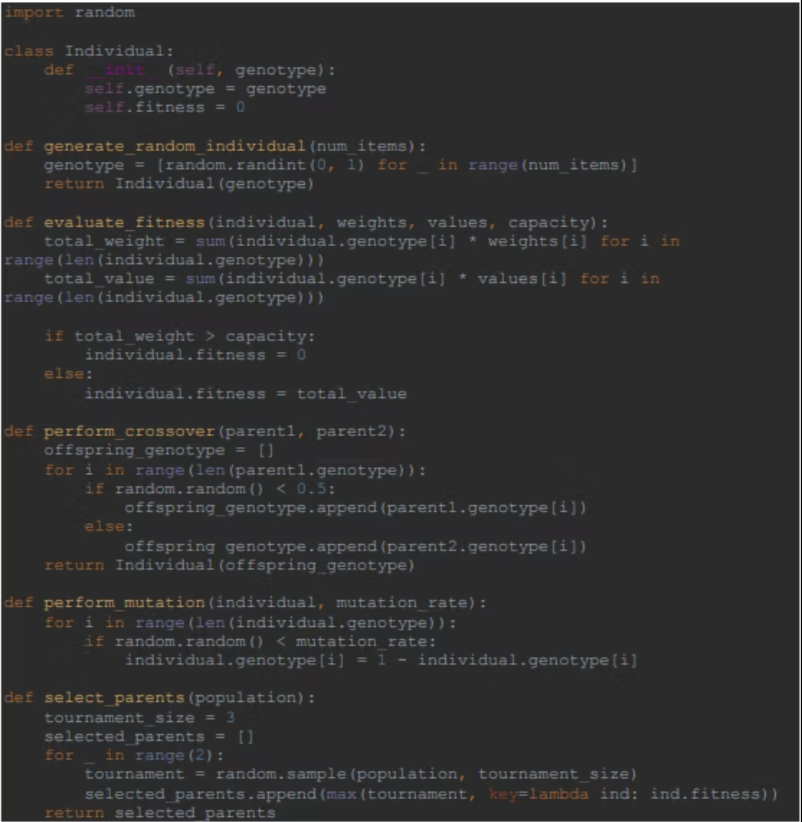 import random
class Individual:
    def __init__(self, genotype):
        self.genotype = genotype
        self.fitness = 0
def generate_random_individual(num_items):
    genotype = [random.randint(0, 1) for _ in range(num_items)]
    return Individual(genotype)
def evaluate_fitness(individual, weights, values, capacity):
    total_weight = sum(individual.genotype[i] * weights[i] for i in
range(len(individual.genotype)))
    total_value = sum(individual.genotype[i] * values[i] for i in
range(len(individual.genotype)))
    if total_weight > capacity:
        individual.fitness = 0
    else:
        individual.fitness = total_value
def perform_crossover(parent1, parent2):
    offspring_genotype = []
    for i in range(len(parent1.genotype)):
        if random.random() < 0.5:
            offspring_genotype.append(parent1.genotype[i])
        else:
            offspring_genotype.append(parent2.genotype[i])
    return Individual(offspring_genotype)
def perform_mutation(individual, mutation_rate):
    for i in range(len(individual.genotype)):
        if random.random() < mutation_rate:
            individual.genotype[i] = 1 - individual.genotype[i]
def select_parents(population):
    tournament_size = 3
    selected_parents = []
    for _ in range(2):
        tournament = random.sample(population, tournament_size)
        selected_parents.append(max(tournament, key=lambda ind: ind.fitness))
    return selected_parents